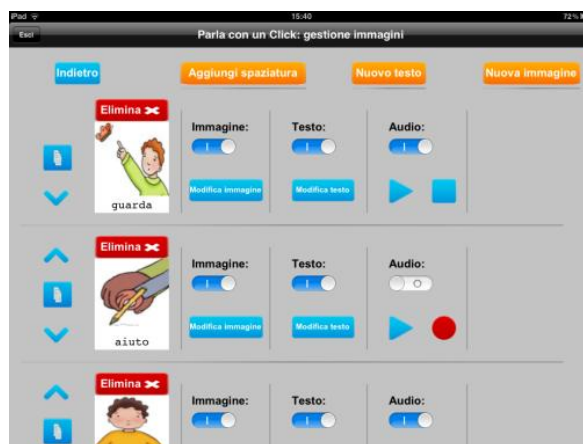 iPad 15:40 72%
Esci Parla con un Click: gestione immagini
Indietro Aggiungi spaziatura Nuovo testo Nuova immagine
Elimina
Immagine: Testo: Audio:
Modifica immagine Modifica testo
guarda
Elimina
Immagine: Testo: Audio:
Modifica immagine Modifica testo
aiuto
Elimina
Immagine: Testo: Audio: